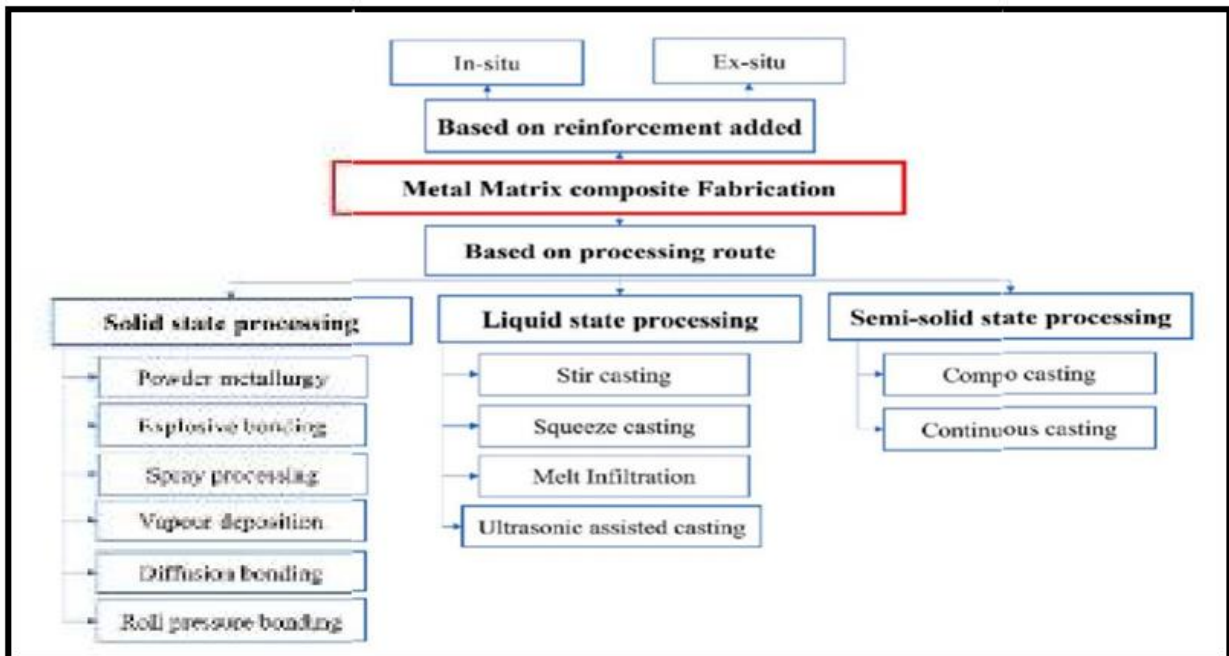 In-situ
Ex-situ
Based on reinforcement added
Metal Matrix composite Fabrication
Based on processing route
Solid state processing
Powder metallurgy
Explosive bonding
Spray processing
Vapour deposition
Diffusion bonding
Roll pressure bonding
Liquid state processing
Stir casting
Squeeze casting
Melt Infiltration
Ultrasonic assisted casting
Semi-solid state processing
Compo casting
Continuous casting